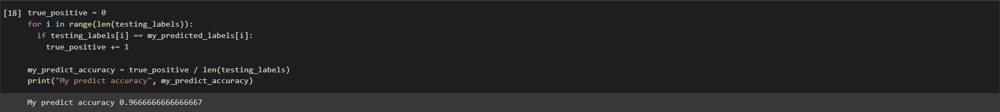 [18] true_positive = 0
for i in range(len(testing_labels)):
  if testing_labels[i] == my_predicted_labels[i]:
    true_positive += 1

my_predict_accuracy = true_positive / len(testing_labels)
print("My predict accuracy", my_predict_accuracy)
My predict accuracy 0.9666666666666667